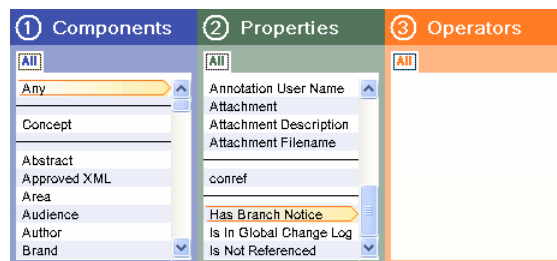 1 Components
All
Any
Concept
Abstract
Approved XML
Area
Audience
Author
Brand
2 Properties
All
Annotation User Name
Attachment
Attachment Description
Attachment Filename
conref
Has Branch Notice
Is In Global Change Log
Is Not Referenced
3 Operators
All